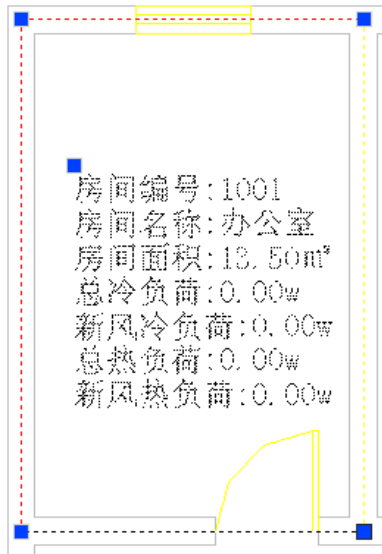 房间编号:1001
房间名称:办公室
房间面积:13.50m²
总冷负荷:0.00w
新风冷负荷:0.00w
总热负荷:0.00w
新风热负荷:0.00w